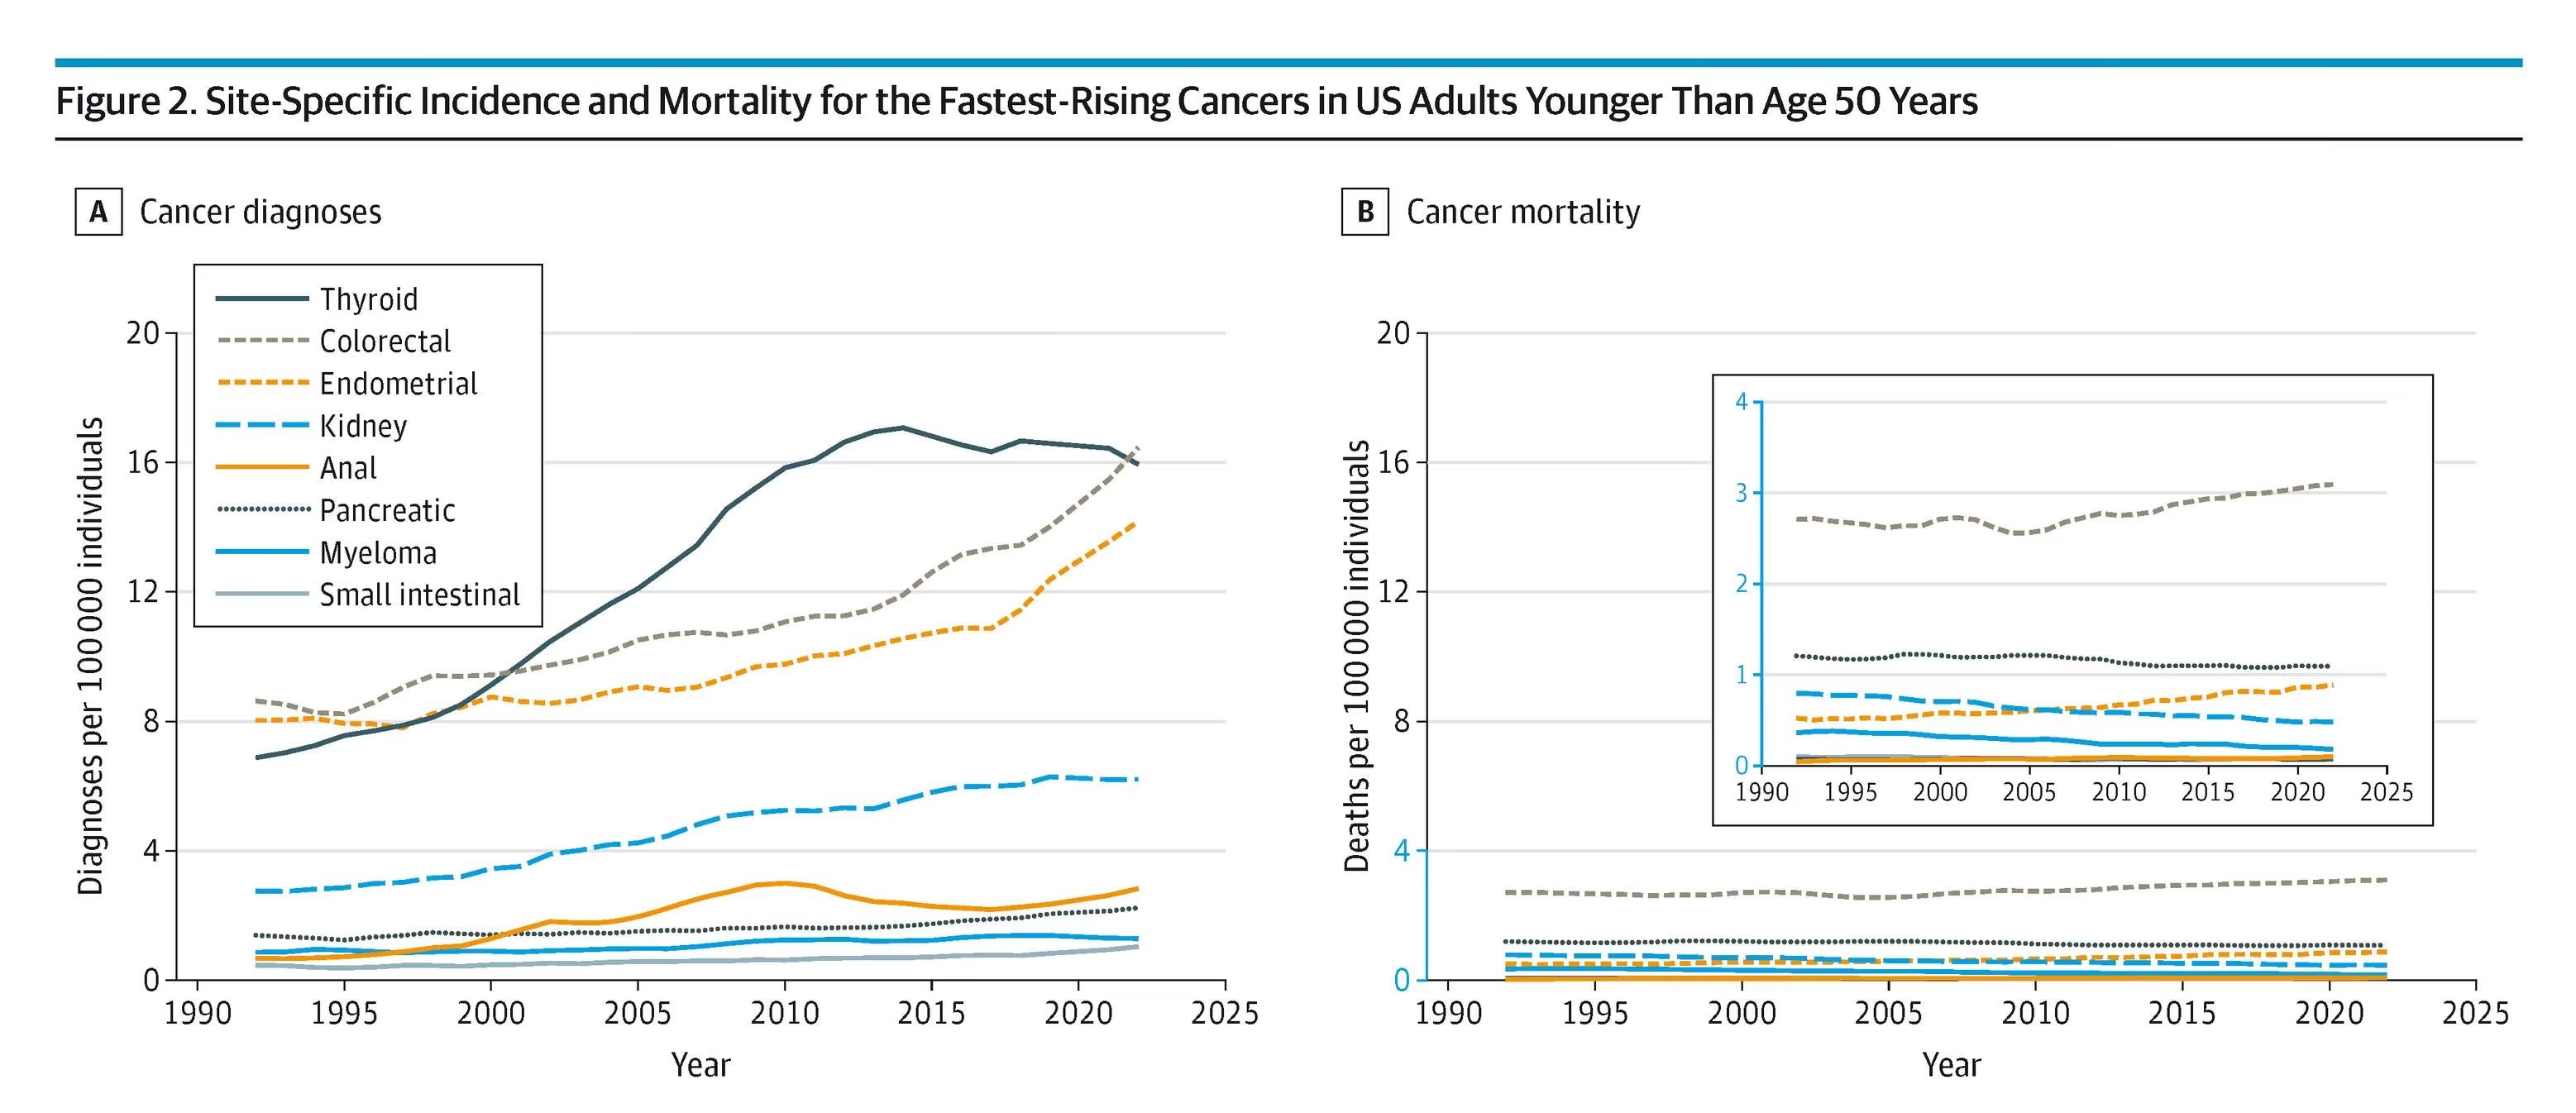 Figure 2. Site-Specific Incidence and Mortality for the Fastest-Rising Cancers in US Adults Younger Than Age 50 Years
A Cancer diagnoses
Thyroid
Colorectal
Endometrial
Kidney
Anal
Pancreatic
Myeloma
Small intestinal
Diagnoses per 100 000 individuals
20
16
12
8
4
0
1990 1995 2000 2005 2010 2015 2020 2025
Year
B Cancer mortality
Deaths per 100 000 individuals
20
16
12
8
4
0
4
3
2
1
0
1990 1995 2000 2005 2010 2015 2020 2025
1990 1995 2000 2005 2010 2015 2020 2025
Year